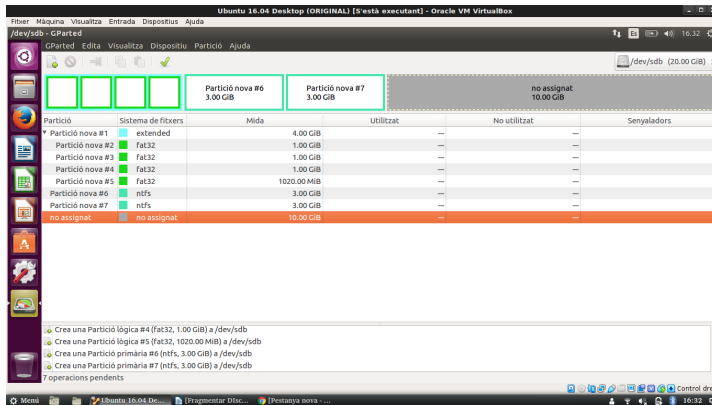 Ubuntu 16.04 Desktop (ORIGINAL) [S'està executant] - Oracle VM VirtualBox
Fitxer Màquina Visualitza Entrada Dispositius Ajuda
/dev/sdb - GParted Es 16.32
GParted Edita Visualitza Dispositiu Partició Ajuda
/dev/sdb (20.00 GiB)
Partició nova #6 Partició nova #7 no assignat
3.00 GiB 3.00 GiB 10.00 GiB
Partició Sistema de fitxers Mida Utilitzat No utilitzat Senyaladors
Partició nova #1 extended 4.00 GiB — —
Partició nova #2 fat32 1.00 GiB — —
Partició nova #3 fat32 1.00 GiB — —
Partició nova #4 fat32 1.00 GiB — —
Partició nova #5 fat32 1020.00 MiB — —
Partició nova #6 ntfs 3.00 GiB — —
Partició nova #7 ntfs 3.00 GiB — —
no assignat no assignat 10.00 GiB — —
Crea una Partició lògica #4 (fat32, 1.00 GiB) a /dev/sdb
Crea una Partició lògica #5 (fat32, 1020.00 MiB) a /dev/sdb
Crea una Partició primària #6 (ntfs, 3.00 GiB) a /dev/sdb
Crea una Partició primària #7 (ntfs, 3.00 GiB) a /dev/sdb
7 operacions pendents
Control dre
Menú Ubuntu 16.04 De... [Fragmentar DIsc... [Pestanya nova - ... 16:32